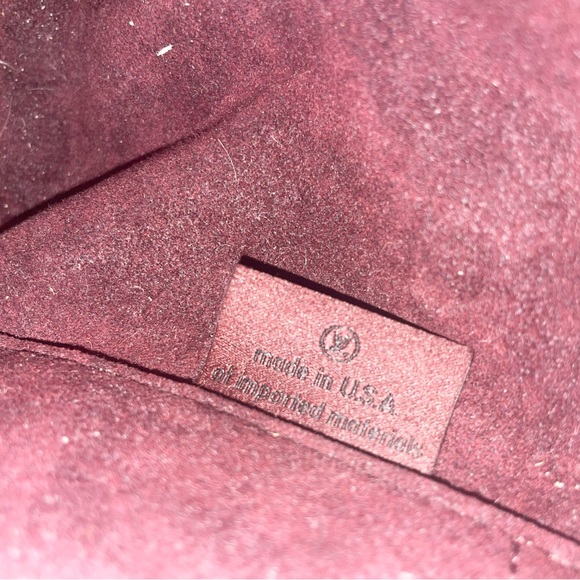 made in U.S.A.
of imported materials